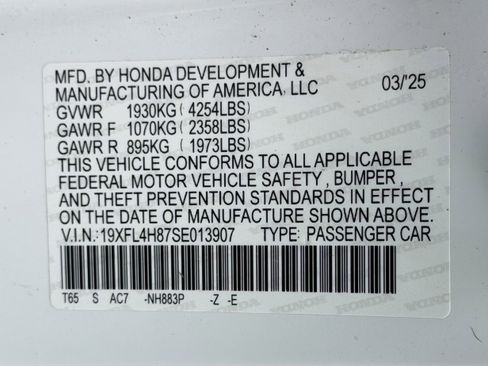 MFD. BY HONDA DEVELOPMENT &
MANUFACTURING OF AMERICA, LLC 03/'25
GVWR 1930KG (4254LBS)
GAWR F 1070KG (2358LBS)
GAWR R 895KG (1973LBS)
THIS VEHICLE CONFORMS TO ALL APPLICABLE
FEDERAL MOTOR VEHICLE SAFETY, BUMPER,
AND THEFT PREVENTION STANDARDS IN EFFECT
ON THE DATE OF MANUFACTURE SHOWN ABOVE.
V.I.N.:19XFL4H87SE013907 TYPE: PASSENGER CAR
T65 S AC7 -NH883P -Z -E